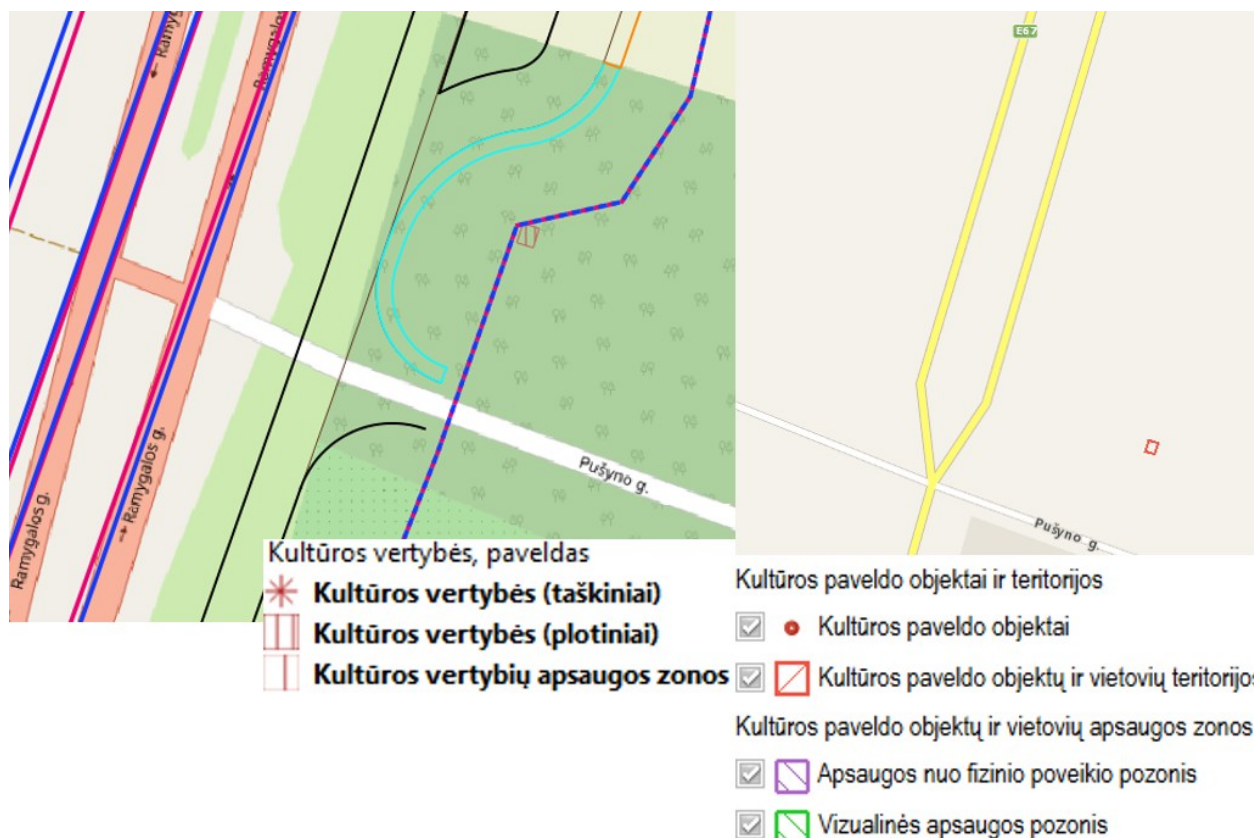 Ramyg
Ramygalos g.
E67
Ramygalos g.
Ramygalos g.
Pušyno g.
Pušyno g.
Kultūros vertybės, paveldas
Kultūros vertybės (taškiniai)
Kultūros vertybės (plotiniai)
Kultūros vertybių apsaugos zonos
Kultūros paveldo objektai ir teritorijos
Kultūros paveldo objektai
Kultūros paveldo objektų ir vietovių teritorijos
Kultūros paveldo objektų ir vietovių apsaugos zonos
Apsaugos nuo fizinio poveikio pozonis
Vizualinės apsaugos pozonis